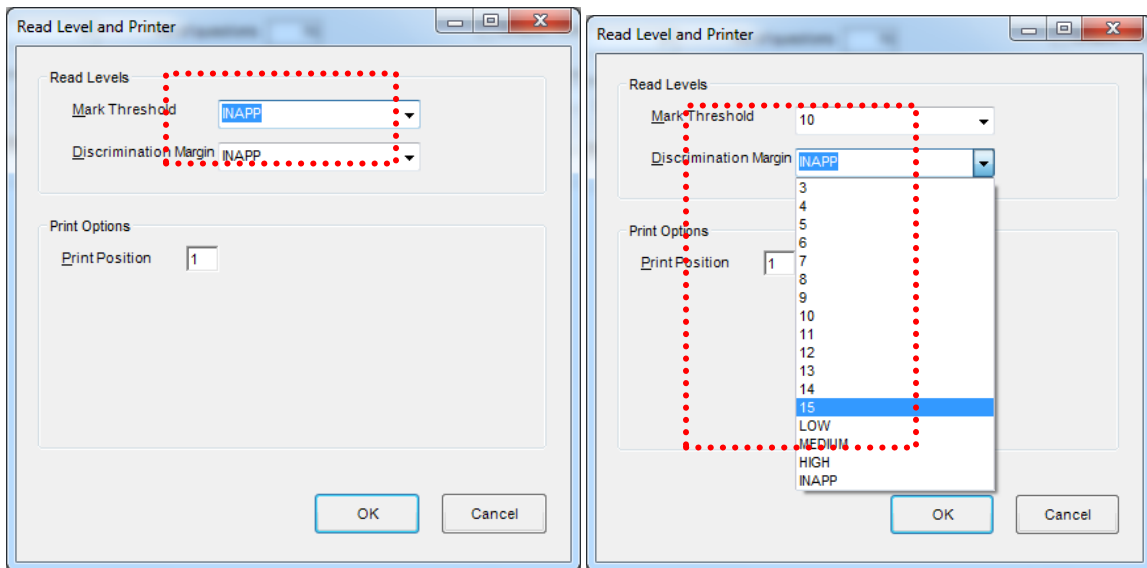 Read Level and Printer
Read Levels
Mark Threshold INAPP
Discrimination Margin INAPP
Print Options
Print Position 1
OK Cancel
Read Level and Printer
Read Levels
Mark Threshold 10
Discrimination Margin INAPP
3
4
5
6
7
8
9
10
11
12
13
14
15
LOW
MEDIUM
HIGH
INAPP
Print Options
Print Position 1
OK Cancel